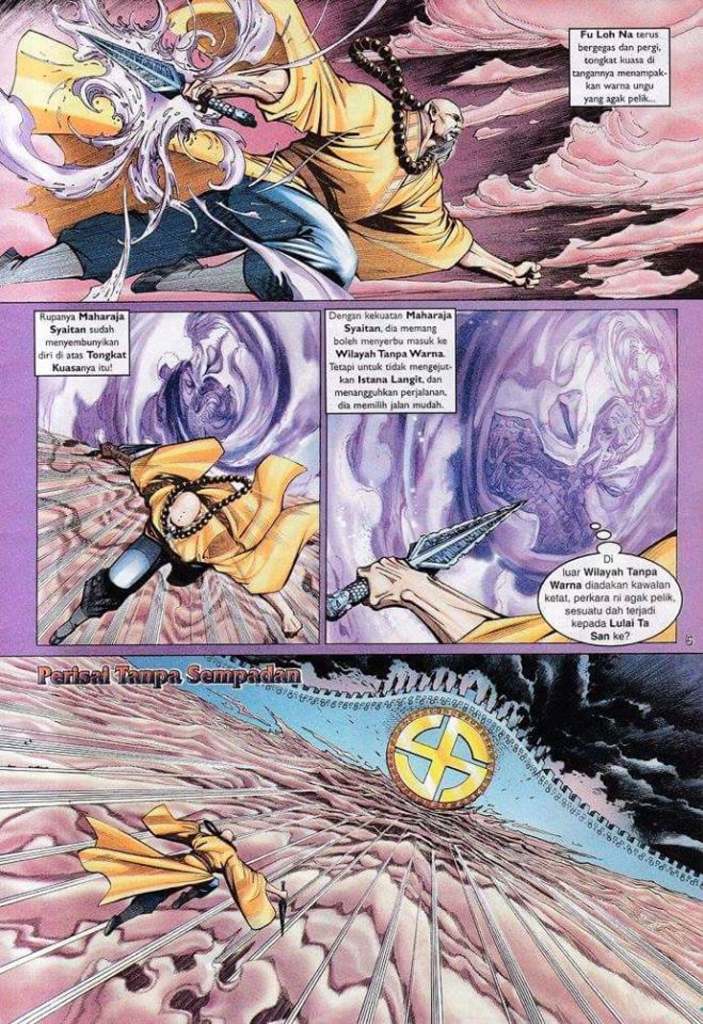 Fu Loh Na terus
bergegas dan pergi,
tongkat kuasa di
tangannya menampak-
kan warna ungu
yang agak pelik...
Rupanya Maharaja
Syaitan sudah
menyembunyikan
diri di atas Tongkat
Kuasanya itu!
Dengan kekuatan Maharaja
Syaitan, dia memang
boleh menyerbu masuk ke
Wilayah Tanpa Warna.
Tetapi untuk tidak mengejut-
kan Istana Langit, dan
menangguhkan perjalanan,
dia memilih jalan mudah.
Di
luar Wilayah Tanpa
Warna diadakan kawalan
ketat, perkara ni agak pelik,
sesuatu dah terjadi
kepada Lulai Ta
San ke?
5
Perisai Tanpa Sempadan